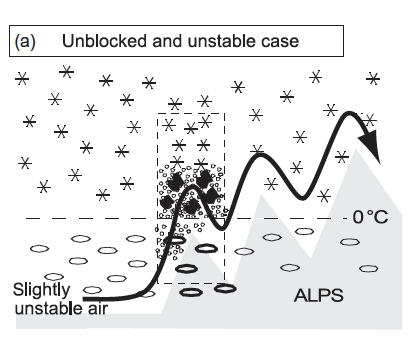 (a) Unblocked and unstable case
0°C
Slightly
unstable air
ALPS